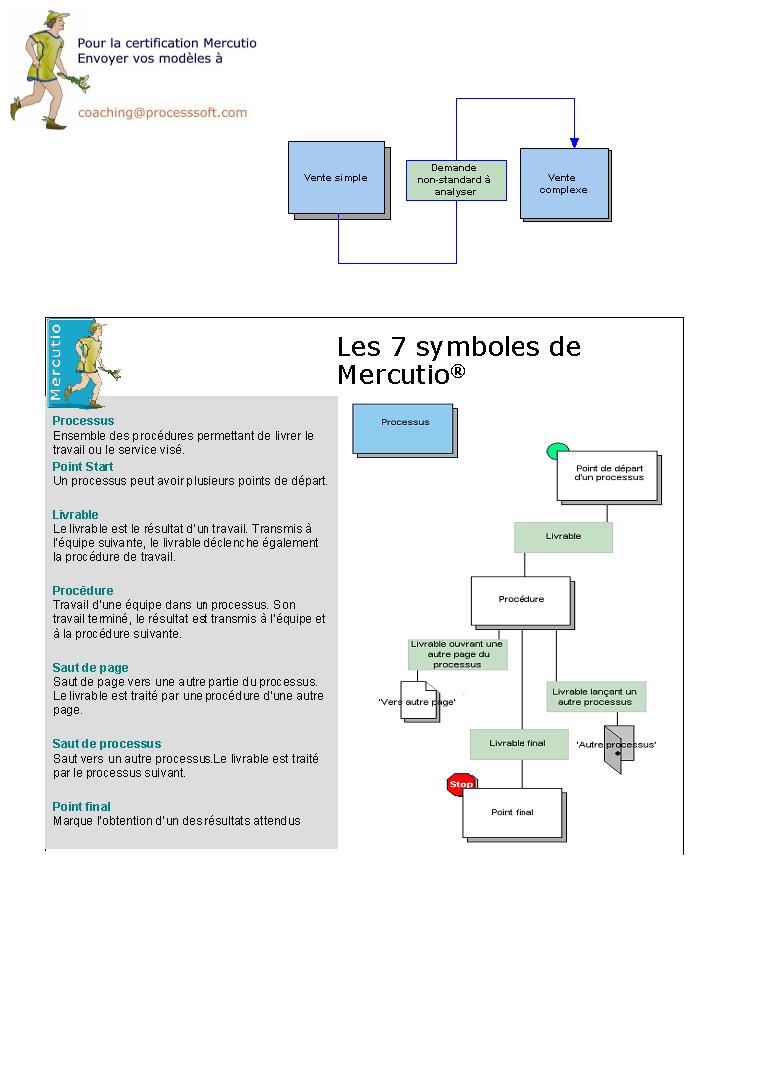 Pour la certification Mercutio
Envoyer vos modèles à
coaching@processsoft.com
Vente simple
Demande
non-standard à
analyser
Vente
complexe
Mercutio
Les 7 symboles de
Mercutio®
Processus
Ensemble des procédures permettant de livrer le
travail ou le service visé.
Point Start
Un processus peut avoir plusieurs points de départ.
Livrable
Le livrable est le résultat d'un travail. Transmis à
l'équipe suivante, le livrable déclenche également
la procédure de travail.
Procédure
Travail d'une équipe dans un processus. Son
travail terminé, le résultat est transmis à l'équipe et
à la procédure suivante.
Saut de page
Saut de page vers une autre partie du processus.
Le livrable est traité par une procédure d'une autre
page.
Saut de processus
Saut vers un autre processus.Le livrable est traité
par le processus suivant.
Point final
Marque l'obtention d'un des résultats attendus
Processus
Point de départ
d'un processus
Livrable
Procédure
Livrable ouvrant une
autre page du
processus
'Vers autre page'
Livrable lançant un
autre processus
'Autre processus'
Livrable final
Stop
Point final